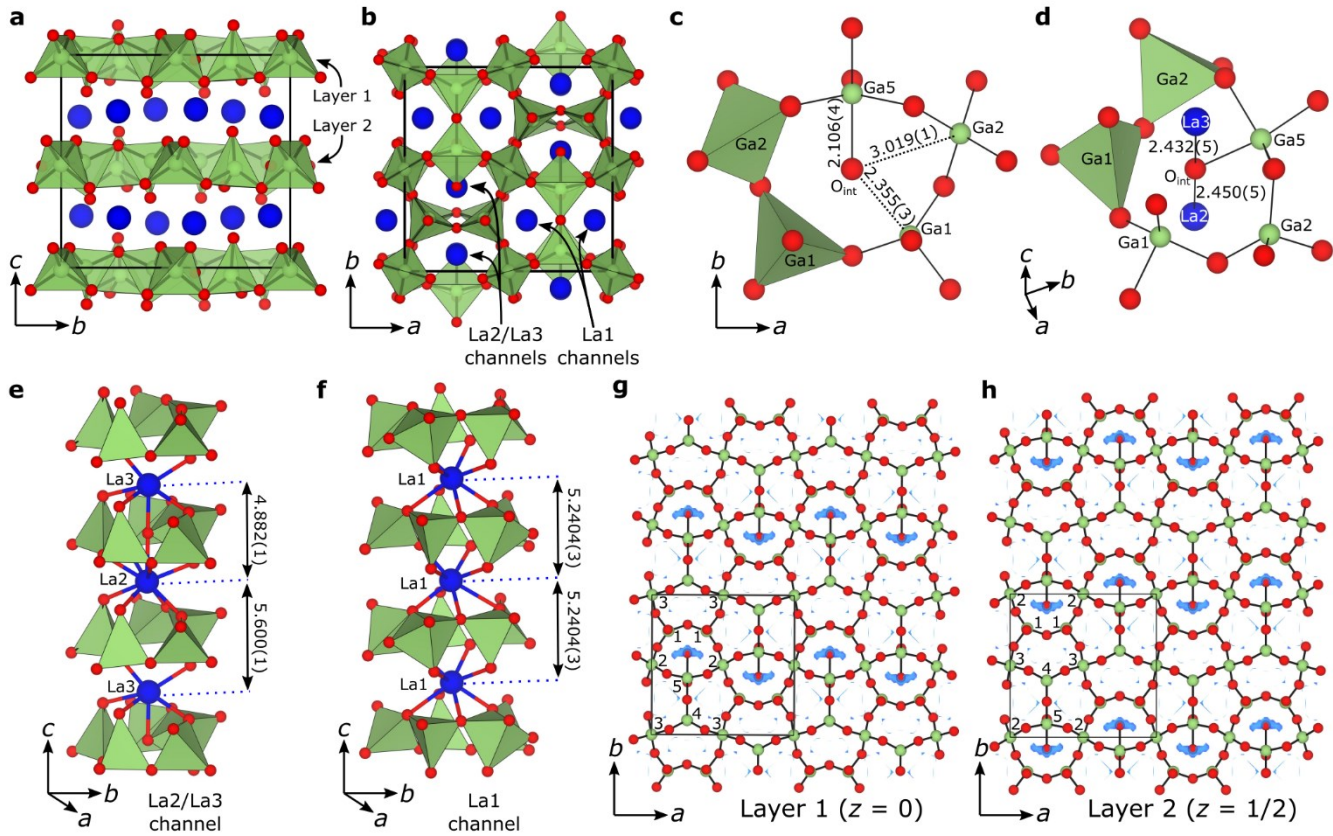 a
Layer 1
Layer 2
c
b
b
b
a
La2/La3
channels
La1
channels
c
Ga5
Ga2
Ga2
2.106(4)
3.019(1)
Oint
2.355(3)
Ga1
Ga1
b
a
d
Ga2
La3
Ga1
2.432(5)
Ga5
Oint
2.450(5)
La2
Ga1
Ga2
c
b
a
e
La3
4.882(1)
La2
5.600(1)
La3
c
b
a
La2/La3
channel
f
La1
5.2404(3)
La1
5.2404(3)
La1
c
b
a
La1
channel
g
3 3
1 1
2 2
5
4
3 3
b
a
Layer 1 (z = 0)
h
2 2
1 1
3 4 3
5
2 2
b
a
Layer 2 (z = 1/2)